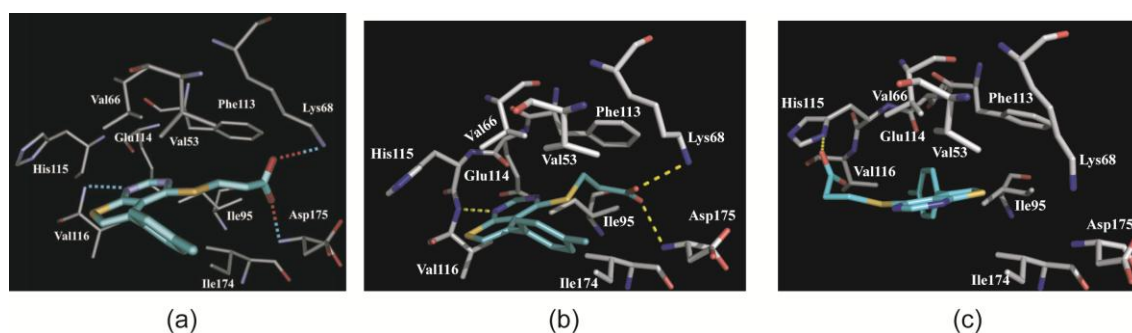 Val66
Phe113
Lys68
Glu114
Val53
His115
Ile95
Asp175
Val116
Ile174
(a)
Phe113
Val66
Lys68
Val53
His115
Glu114
Ile95
Asp175
Val116
Ile174
(b)
His115
Val66
Phe113
Glu114
Val53
Val116
Lys68
Ile95
Asp175
Ile174
(c)